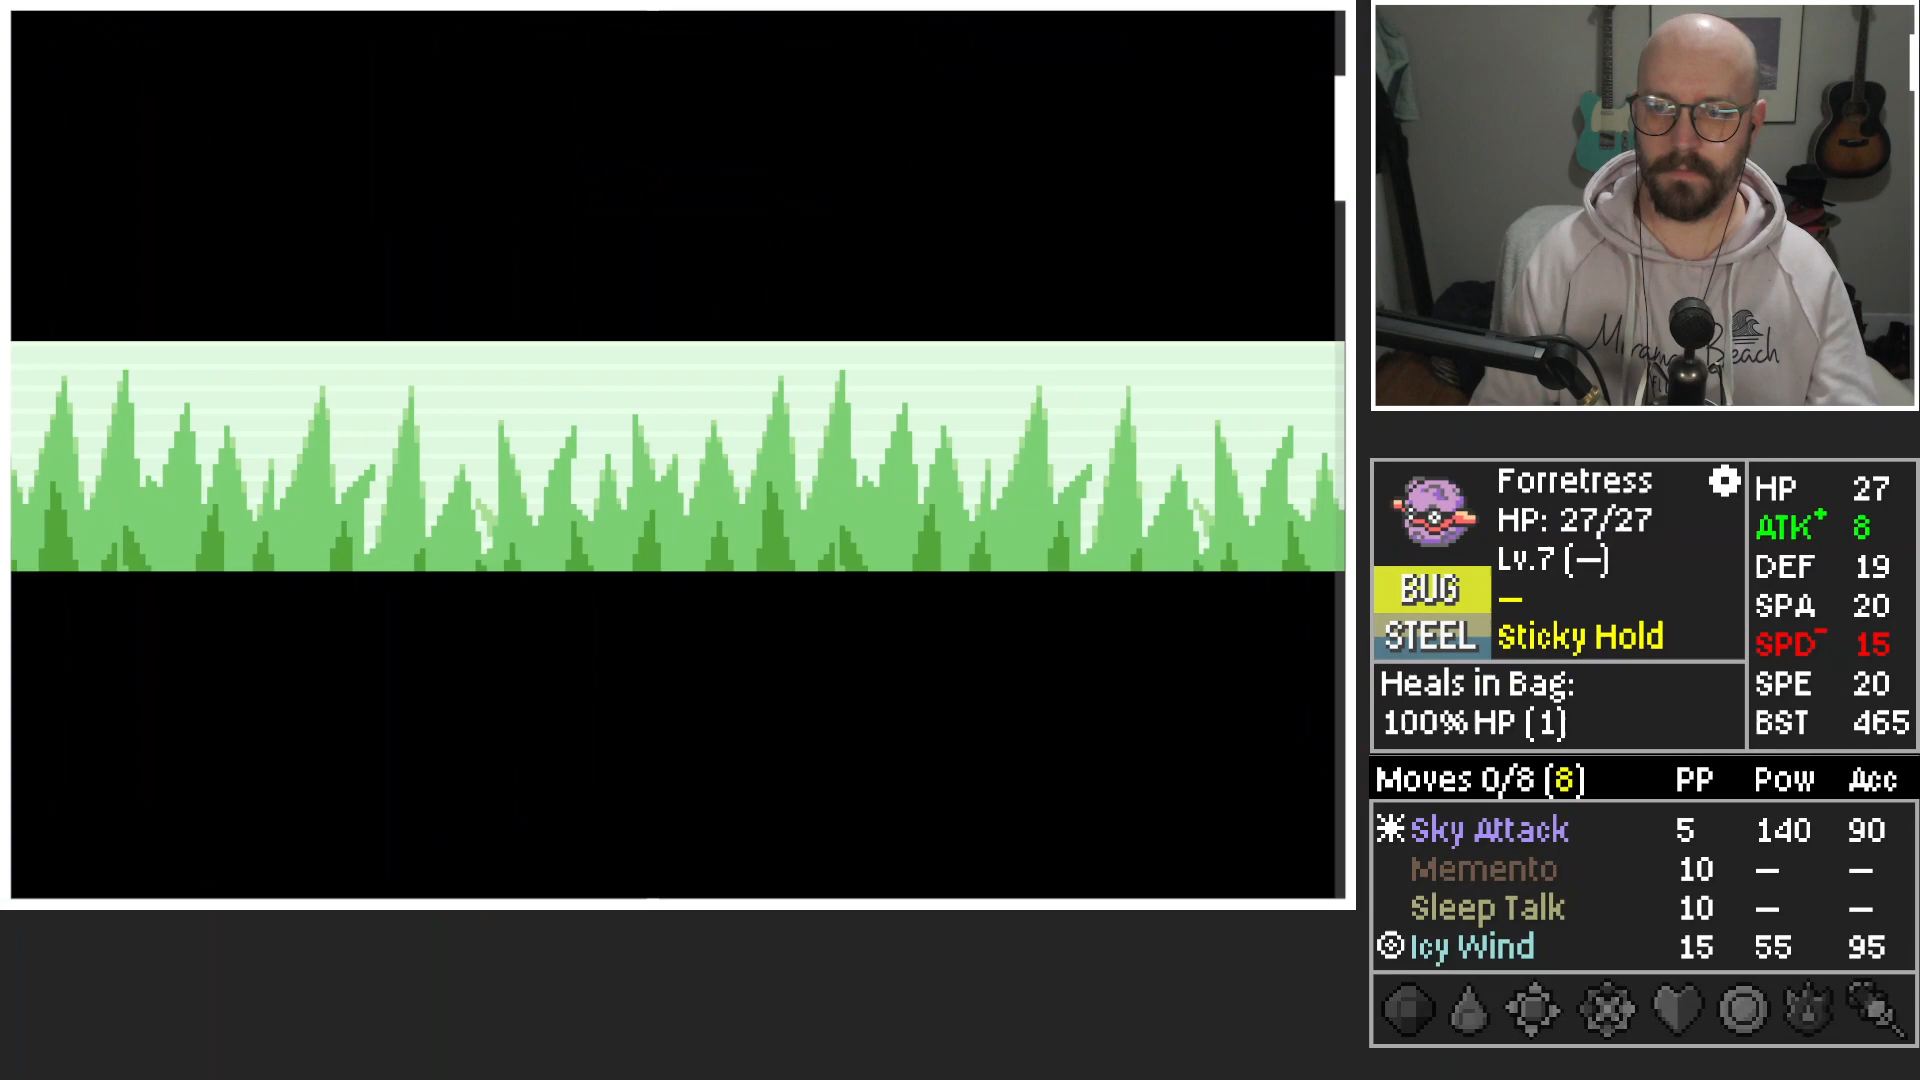 Miramar Beach
Forretress
HP: 27/27
Lv.7 (—)
—
Sticky Hold
BUG
STEEL
Heals in Bag:
100% HP (1)
HP 27
ATK+ 8
DEF 19
SPA 20
SPD- 15
SPE 20
BST 465
Moves 0/8 (8) PP Pow Acc
Sky Attack 5 140 90
Memento 10 — —
Sleep Talk 10 — —
Icy Wind 15 55 95